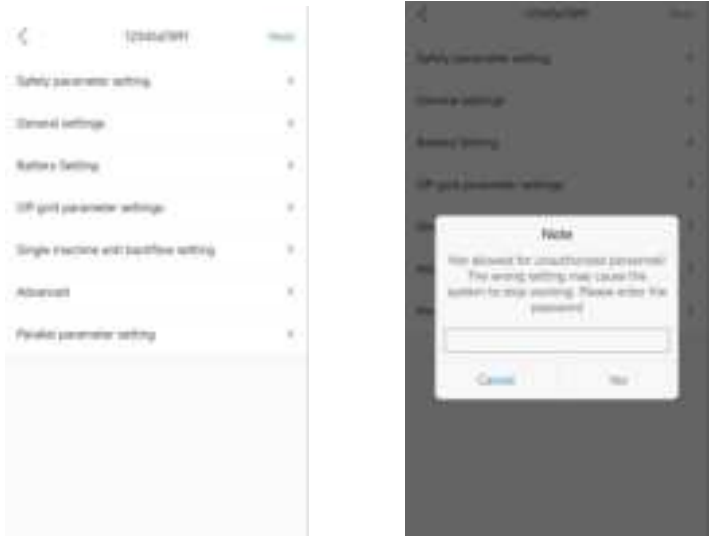 Safety parameter setting
General settings
Battery Setting
Off grid parameter settings
Single machine anti backflow setting
Advanced
Parallel parameter setting
Safety parameter setting
General settings
Battery Setting
Off grid parameter settings
Note
Not allowed for unauthorized personnel!
The wrong setting may cause the
system to stop working. Please enter the
password
Cancel
Yes